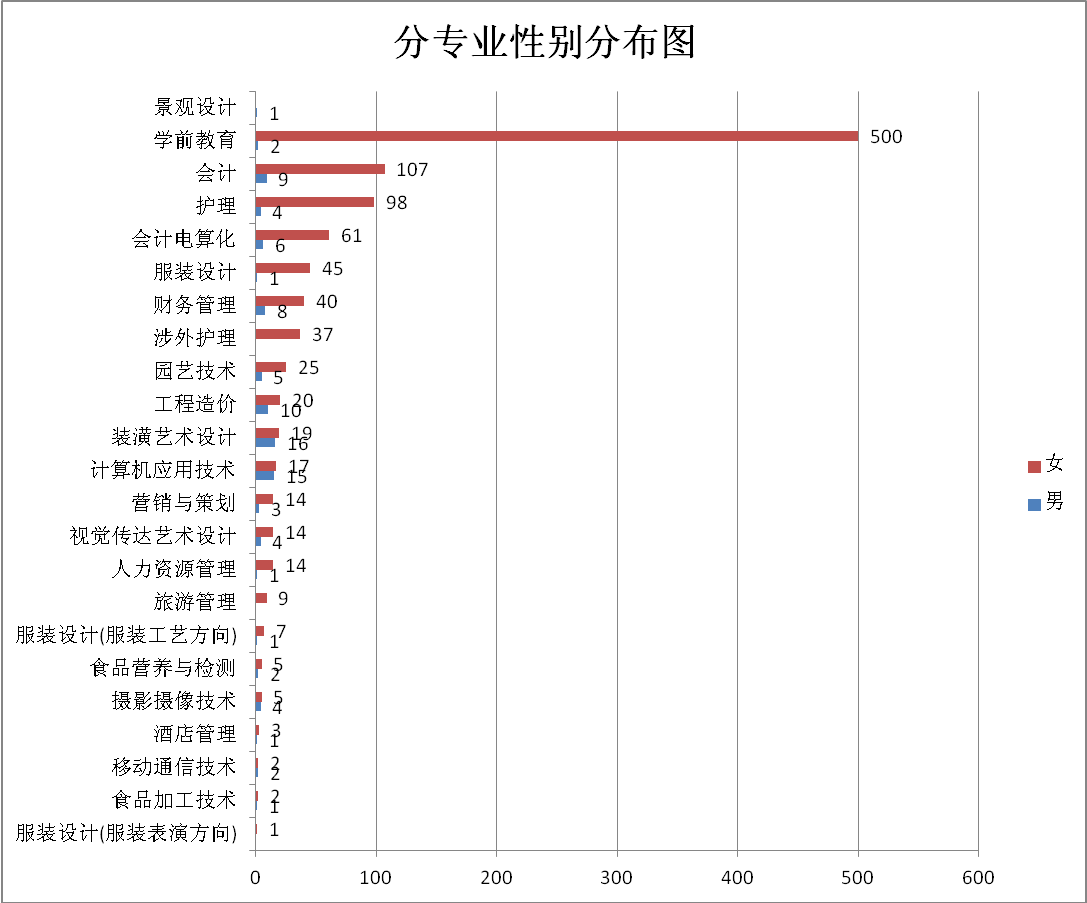 分专业性别分布图
景观设计 1
学前教育 500 2
会计 107 9
护理 98 4
会计电算化 61 6
服装设计 45 1
财务管理 40 8
涉外护理 37
园艺技术 25 5
工程造价 20 10
装潢艺术设计 19 16
计算机应用技术 17 15
营销与策划 14 3
视觉传达艺术设计 14 4
人力资源管理 14 1
旅游管理 9
服装设计(服装工艺方向) 7 1
食品营养与检测 5 2
摄影摄像技术 5 4
酒店管理 3 1
移动通信技术 2 2
食品加工技术 2 1
服装设计(服装表演方向) 1
0 100 200 300 400 500 600
女
男